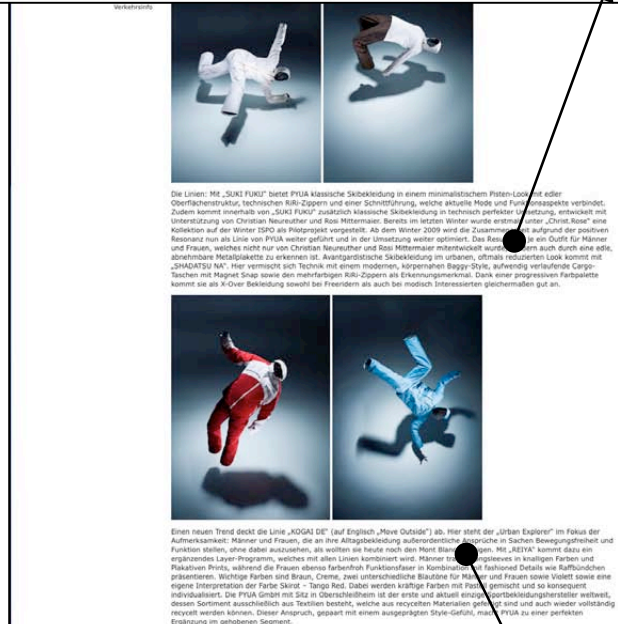 Verkehrsinfo
Die Linien: Mit „SUKI FUKU" bietet PYUA klassische Skibekleidung in einem minimalistischem Pisten-Look mit edler
Oberflächenstruktur, technischen RiRi-Zippern und einer Schnittführung, welche aktuelle Mode und Funktionsaspekte verbindet.
Zudem kommt innerhalb von „SUKI FUKU" zusätzlich klassische Skibekleidung in technisch perfekter Umsetzung, entwickelt mit
Unterstützung von Christian Neureuther und Rosi Mittermaier. Bereits im letzten Winter wurde erstmals unter „Christ.Rose" eine
Kollektion auf der Winter ISPO als Pilotprojekt vorgestellt. Ab dem Winter 2009 wird die Zusammen aufgrund der positiven
Resonanz nun als Linie von PYUA weiter geführt und in der Umsetzung weiter optimiert. Das ein Outfit für Männer
und Frauen, welches nicht nur von Christian Neureuther und Rosi Mittermaier mitentwickelt auch durch eine edle,
abnehmbare Metallplakette zu erkennen ist. Avantgardistische Skibekleidung im urbanen, oftmals reduzierten Look kommt mit
„SHADATSU NA". Hier vermischt sich Technik mit einem modernen, körpernahen Baggy-Style, aufwendig verlaufende Cargo-
Taschen mit Magnet Snap sowie den mehrfarbigen RiRi-Zippern als Erkennungsmerkmal. Dank einer progressiven Farbpalette
kommt sie als X-Over Bekleidung sowohl bei Freeridern als auch bei modisch Interessierten gleichermaßen gut an.
Einen neuen Trend deckt die Linie „KOGAI DE" (auf Englisch „Move Outside") ab. Hier steht der „Urban Explorer" im Fokus der
Aufmerksamkeit: Männer und Frauen, die an ihre Alltagsbekleidung außerordentliche Ansprüche in Sachen Bewegungsfreiheit und
Funktion stellen, ohne dabei auszusehen, als wollten sie heute noch den Mont Mit „REIYA" kommt dazu ein
ergänzendes Layer-Programm, welches mit allen Linien kombiniert wird. Männer in knalligen Farben und
Plakativen Prints, während die Frauen ebenso farbenfroh Funktionsfaser in Kombination mit fashioned Details wie Raffbündchen
präsentieren. Wichtige Farben sind Braun, Creme, zwei unterschiedliche Blautöne für Männer und Frauen sowie Violett sowie eine
eigene Interpretation der Farbe Skirot – Tango Red. Dabei werden kräftige Farben mit Pastell gemischt und so konsequent
individualisiert. Die PYUA GmbH mit Sitz in Oberschleißheim ist der erste und aktuell einzige Sportbekleidungshersteller weltweit,
dessen Sortiment ausschließlich aus Textilien besteht, welche aus recycelten Materialien gefertigt sind und auch wieder vollständig
recycelt werden können. Dieser Anspruch, gepaart mit einem ausgeprägten Style-Gefühl, macht PYUA zu einer perfekten
Ergänzung im gehobenen Segment.